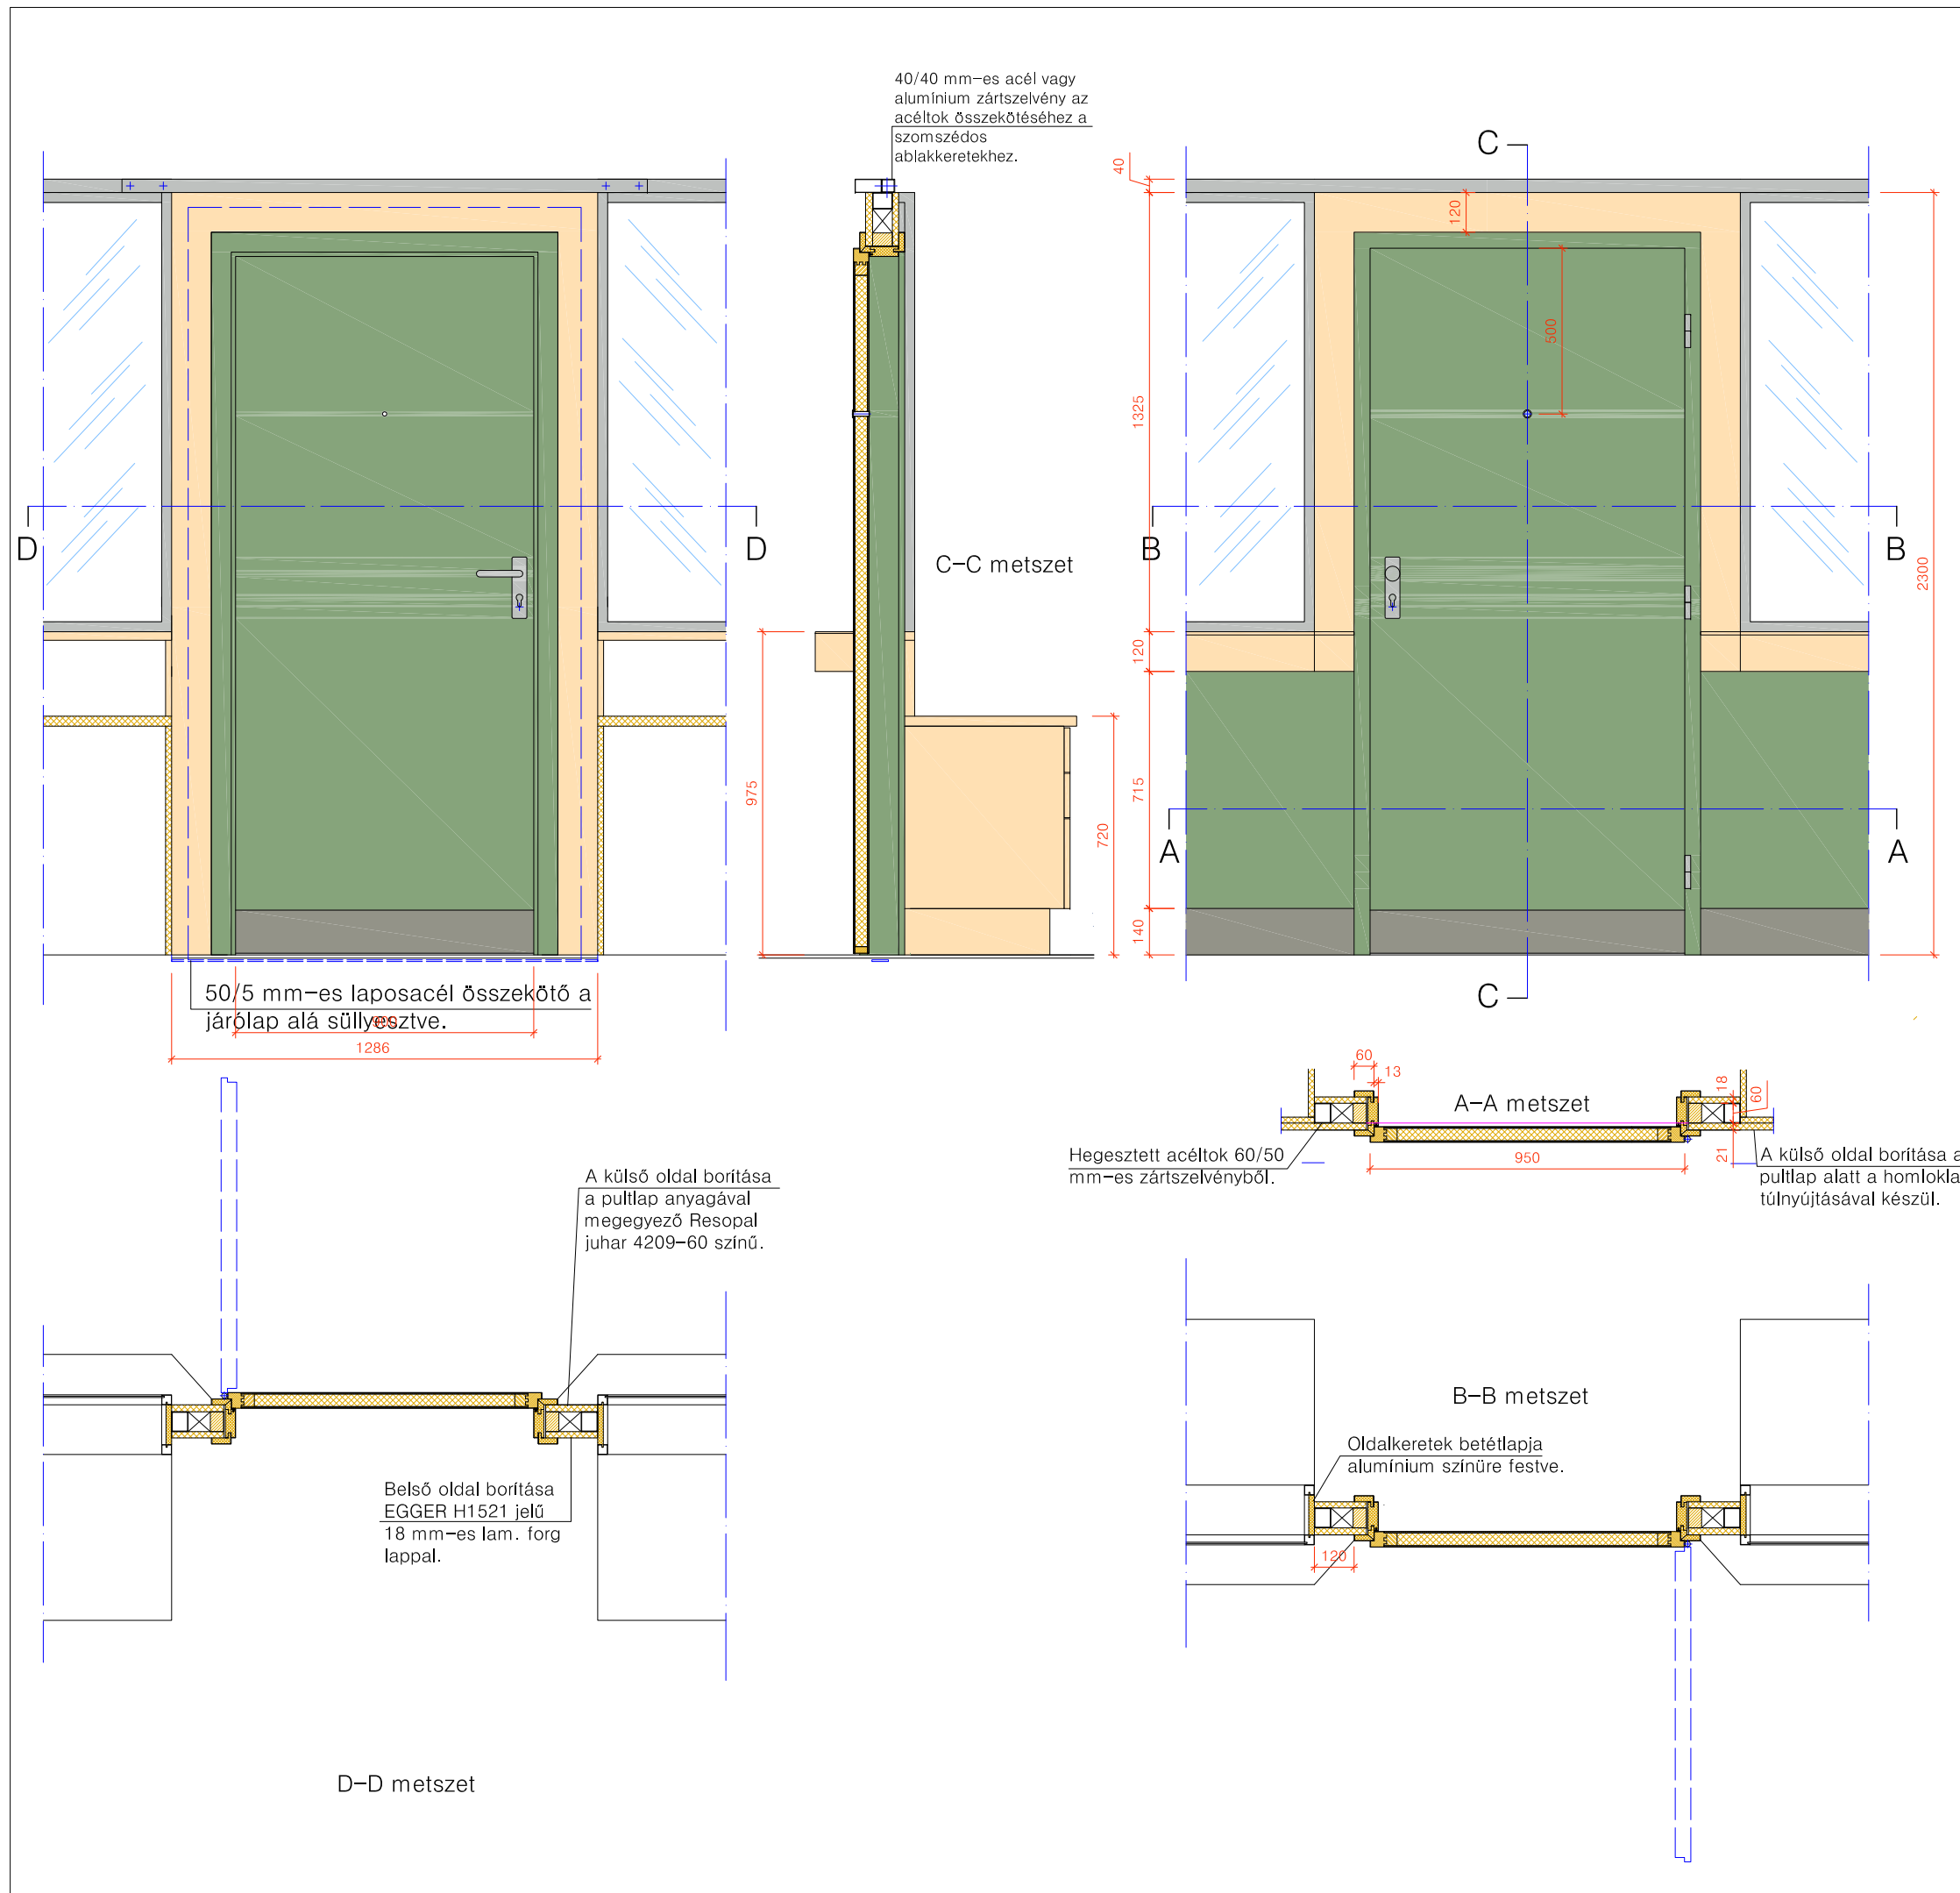 40/40 mm–es acél vagy
alumínium zártszelvény az
acéltok összekötéséhez a
szomszédos
ablakkeretekhez.
C
40
120
500
1325
D
D
C–C metszet
B
B
2300
120
975
715
720
A
A
140
C
50/5 mm–es laposacél összekötő a
járólap alá süllyesztve.
900
1286
60
13
A–A metszet
18
60
Hegesztett acéltok 60/50
mm–es zártszelvényből.
950
21
A külső oldal borítása a
pultlap alatt a homlokla
túlnyújtásával készül.
A külső oldal borítása
a pultlap anyagával
megegyező Resopal
juhar 4209–60 színű.
B–B metszet
Oldalkeretek betétlapja
alumínium színüre festve.
Belső oldal borítása
EGGER H1521 jelű
18 mm–es lam. forg
lappal.
120
D–D metszet